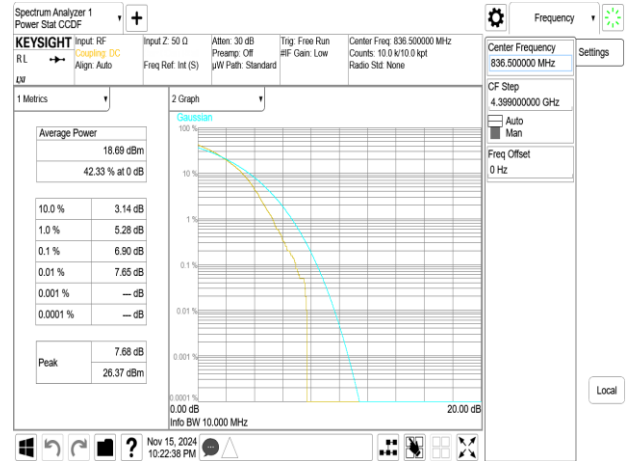 Spectrum Analyzer 1
Power Stat CCDF
Frequency
KEYSIGHT
RL
LXI
Input: RF
Coupling: DC
Align: Auto
Input Z: 50 Ω
Freq Ref: Int (S)
Atten: 30 dB
Preamp: Off
µW Path: Standard
Trig: Free Run
#IF Gain: Low
Center Freq: 836.500000 MHz
Counts: 10.0 k/10.0 kpt
Radio Std: None
Center Frequency
836.500000 MHz
Settings
CF Step
4.399000000 GHz
Auto
Man
Freq Offset
0 Hz
1 Metrics
Average Power
18.69 dBm
42.33 % at 0 dB
10.0 % 3.14 dB
1.0 % 5.28 dB
0.1 % 6.90 dB
0.01 % 7.65 dB
0.001 % — dB
0.0001 % — dB
Peak
7.68 dB
26.37 dBm
2 Graph
Gaussian
100 %
10 %
1 %
0.1 %
0.01 %
0.001 %
0.0001 %
0.00 dB 20.00 dB
Info BW 10.000 MHz
Local
?
Nov 15, 2024
10:22:38 PM